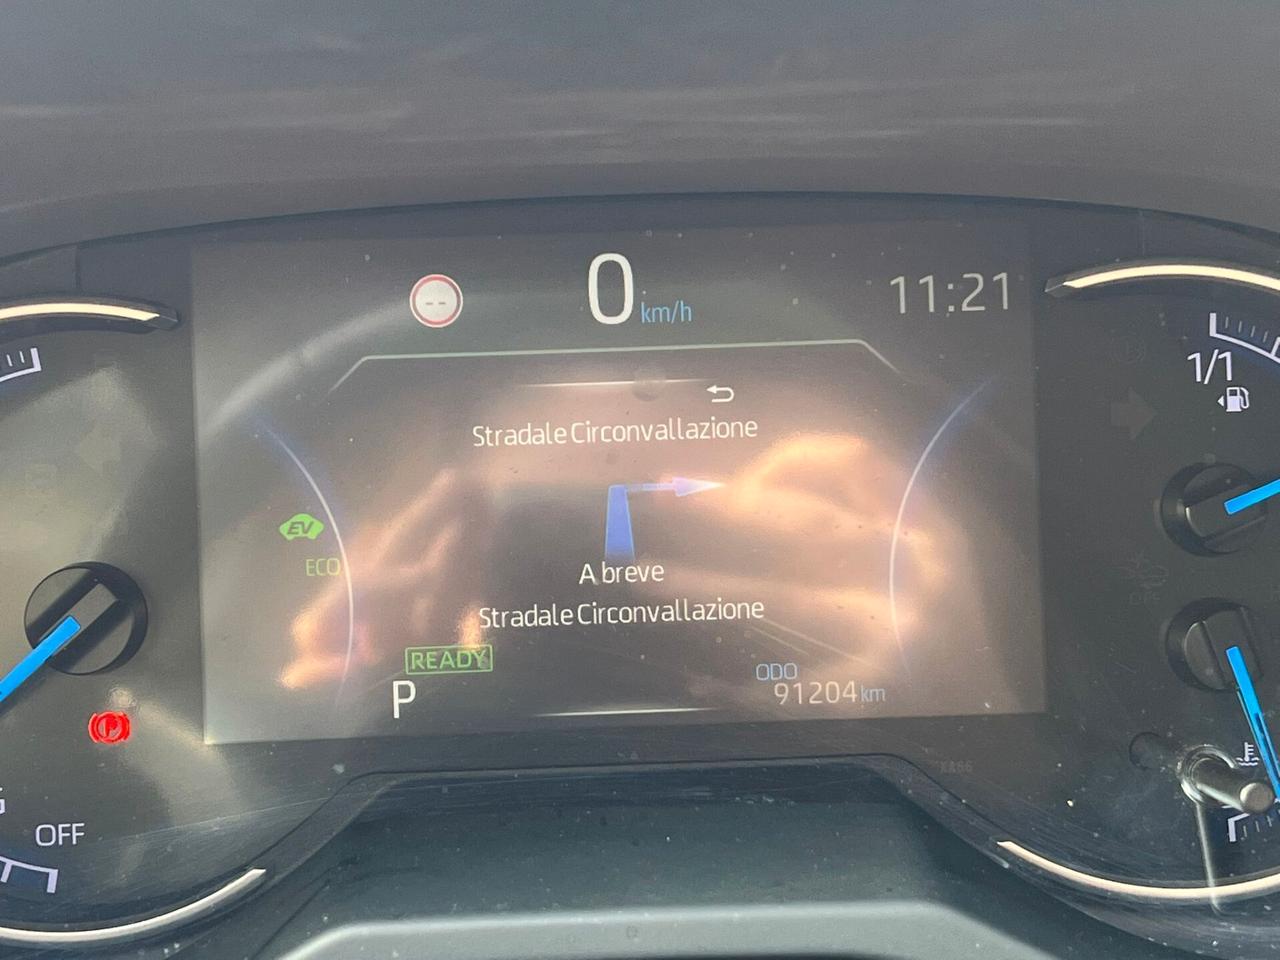 -- 0 km/h 11:21
1/1
Stradale Circonvallazione
EV
ECO
A breve
Stradale Circonvallazione
READY
P
ODO
91204 km
OFF